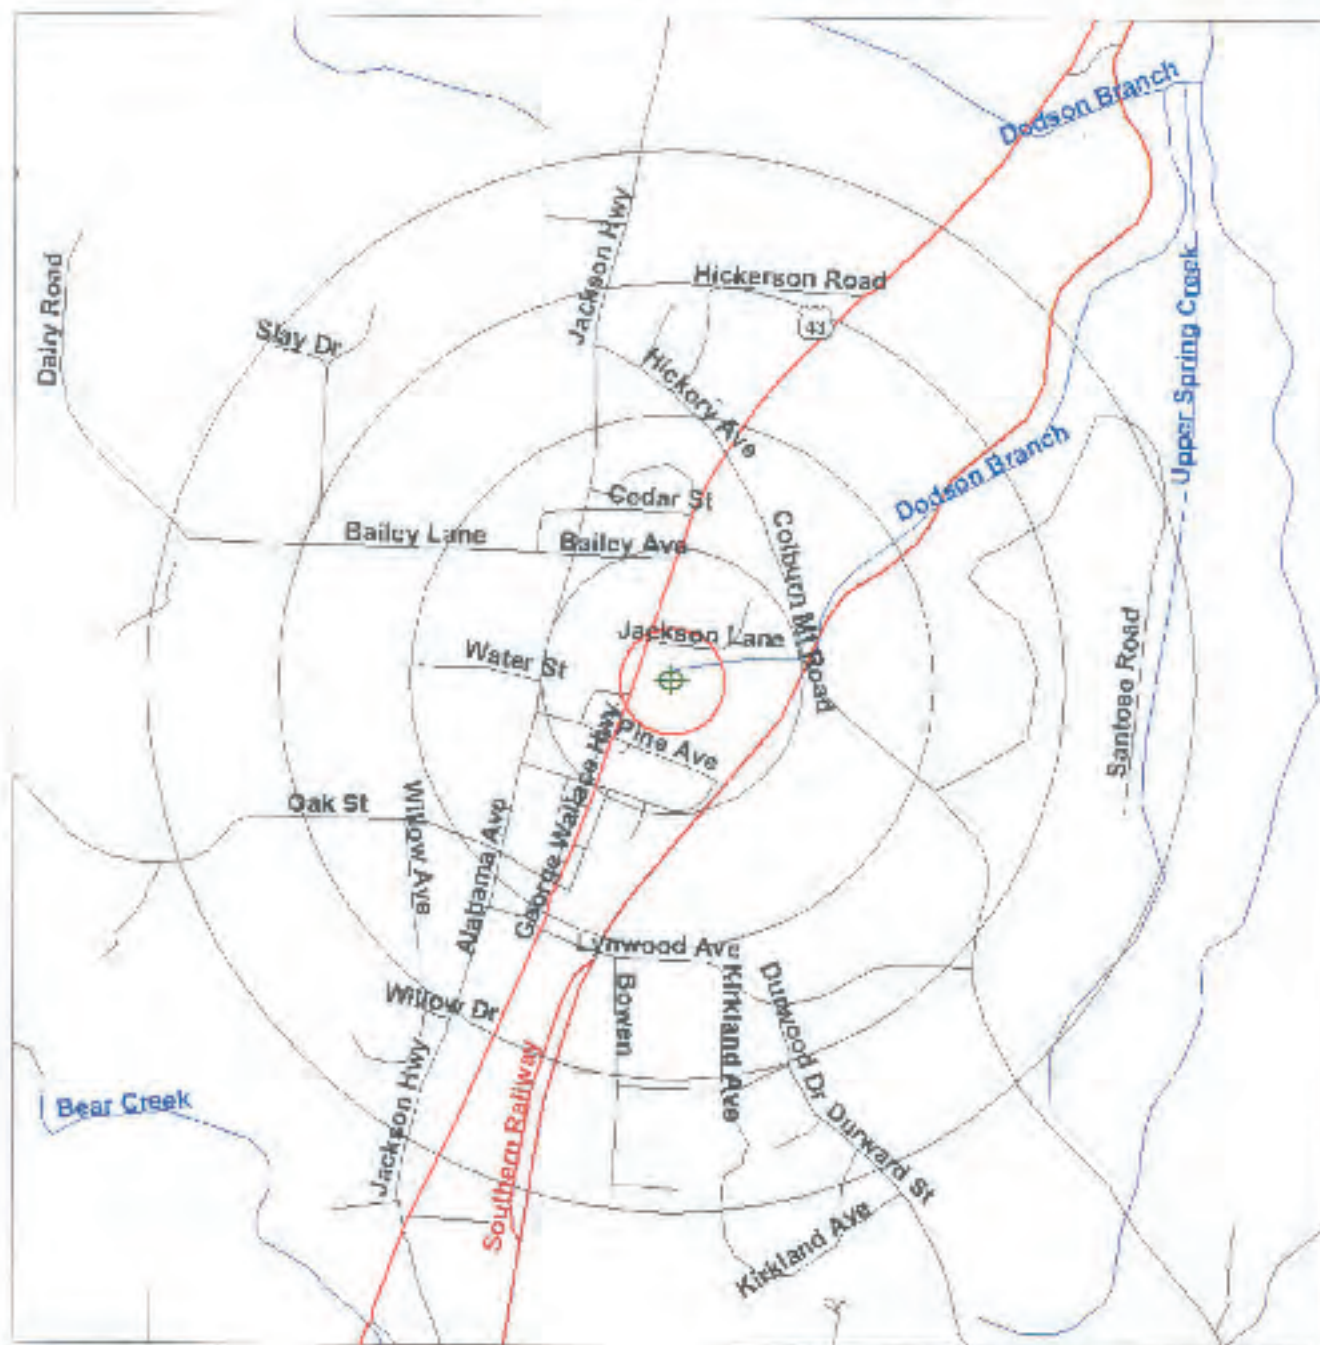 Dodson Branch
Jackson Hwy
Hickerson Road
Dairy Road
Slay Dr
43
Upper Spring Creek
Hickory Ave
Dodson Branch
Cedar St
Bailey Lane
Bailey Ave
Colburn Mt Road
Jackson Lane
Water St
Santose Road
Pine Ave
George Wallace Hwy
Oak St
Willow Ave
Alabama Ave
Lynwood Ave
Bowen
Kirkland Ave
Durwood Dr
Willow Dr
Southern Railway
Jackson Hwy
Bear Creek
Durward St
Kirkland Ave